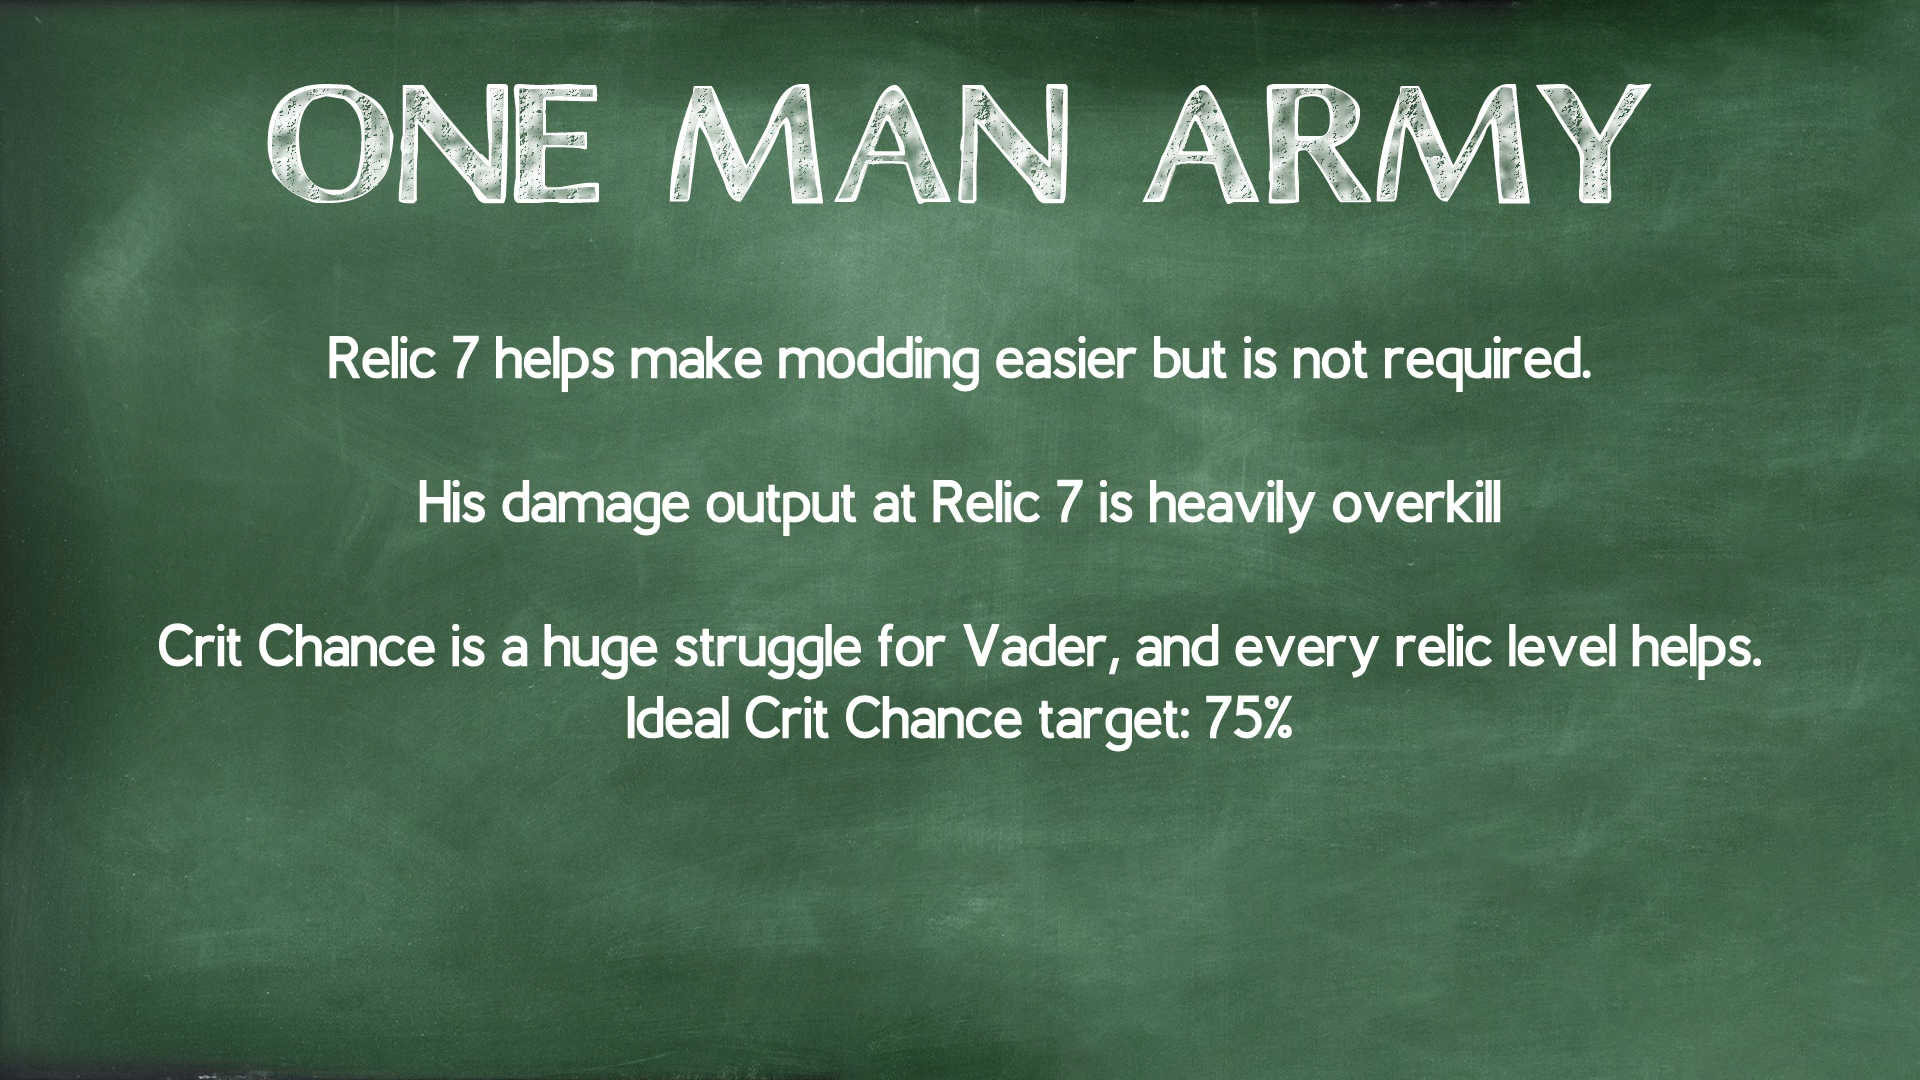 ONE MAN ARMY
Relic 7 helps make modding easier but is not required.
His damage output at Relic 7 is heavily overkill
Crit Chance is a huge struggle for Vader, and every relic level helps.
Ideal Crit Chance target: 75%